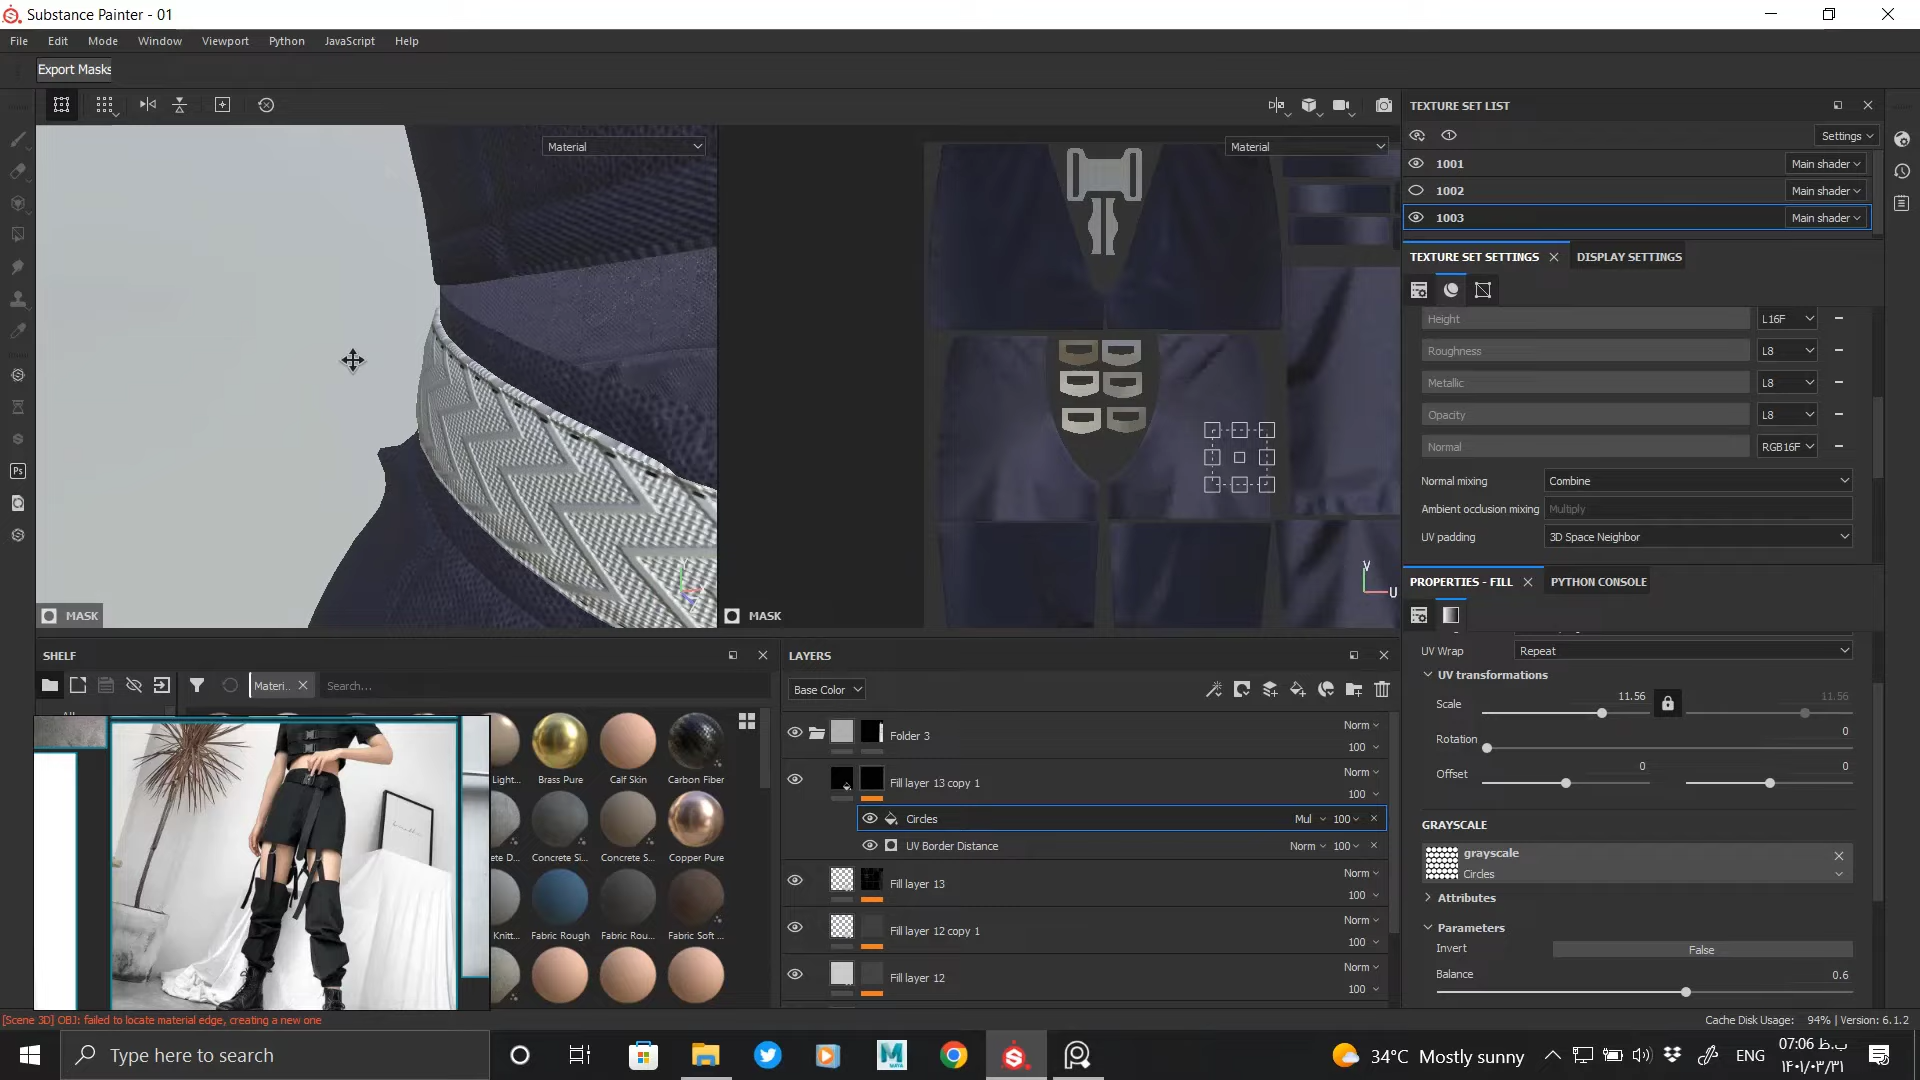 Substance Painter - 01
File Edit Mode Window Viewport Python JavaScript Help
Export Masks
Material
Material
MASK
MASK
TEXTURE SET LIST
Settings
1001 Main shader
1002 Main shader
1003 Main shader
TEXTURE SET SETTINGS DISPLAY SETTINGS
Height L16F
Roughness L8
Metallic L8
Opacity L8
Normal RGB16F
Normal mixing Combine
Ambient occlusion mixing Multiply
UV padding 3D Space Neighbor
PROPERTIES - FILL PYTHON CONSOLE
UV Wrap Repeat
UV transformations
Scale 11.56 11.56
Rotation 0
Offset 0 0
GRAYSCALE
grayscale
Circles
Attributes
Parameters
Invert False
Balance 0.6
V
U
SHELF
Materi... Search...
Light... Brass Pure Calf Skin Carbon Fiber
Concrete Si... Concrete S... Copper Pure
Knitt... Fabric Rough Fabric Rou... Fabric Soft ...
LAYERS
Base Color
Folder 3 Norm 100
Fill layer 13 copy 1 Norm 100
Circles Mul 100
UV Border Distance Norm 100
Fill layer 13 Norm 100
Fill layer 12 copy 1 Norm 100
Fill layer 12 Norm 100
[Scene 3D] OBJ: failed to locate material edge, creating a new one
Cache Disk Usage: 94% | Version: 6.1.2
Type here to search
34°C Mostly sunny
ENG
07:06 ب.ظ
۱۴۰۱/۰۳/۳۱